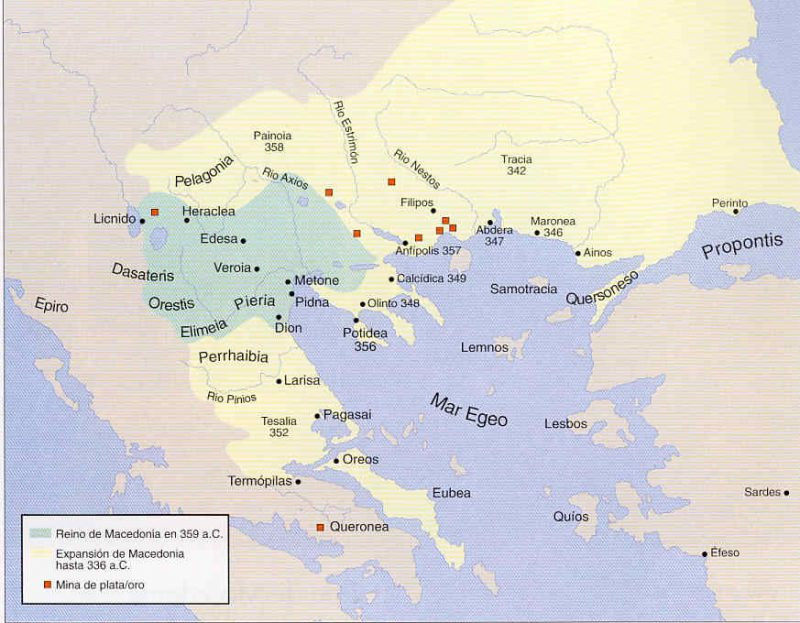 Painoia
358
Río Estrimón
Pelagonia
Río Axios
Río Nestos
Tracia
342
Licnido
Heraclea
Filipos
Perinto
Edesa
Anfípolis 357
Abdera
347
Maronea
346
Ainos
Propontis
Dasateris
Veroia
Metone
Calcídica 349
Samotracia
Quersoneso
Epiro
Orestis
Pieria
Pidna
Olinto 348
Elimeia
Dion
Potidea
356
Lemnos
Perrhaibia
Larisa
Río Pinios
Mar Egeo
Tesalia
352
Pagasai
Lesbos
Oreos
Termópilas
Eubea
Sardes
Quíos
Queronea
Éfeso
Reino de Macedonia en 359 a.C.
Expansión de Macedonia
hasta 336 a.C.
Mina de plata/oro